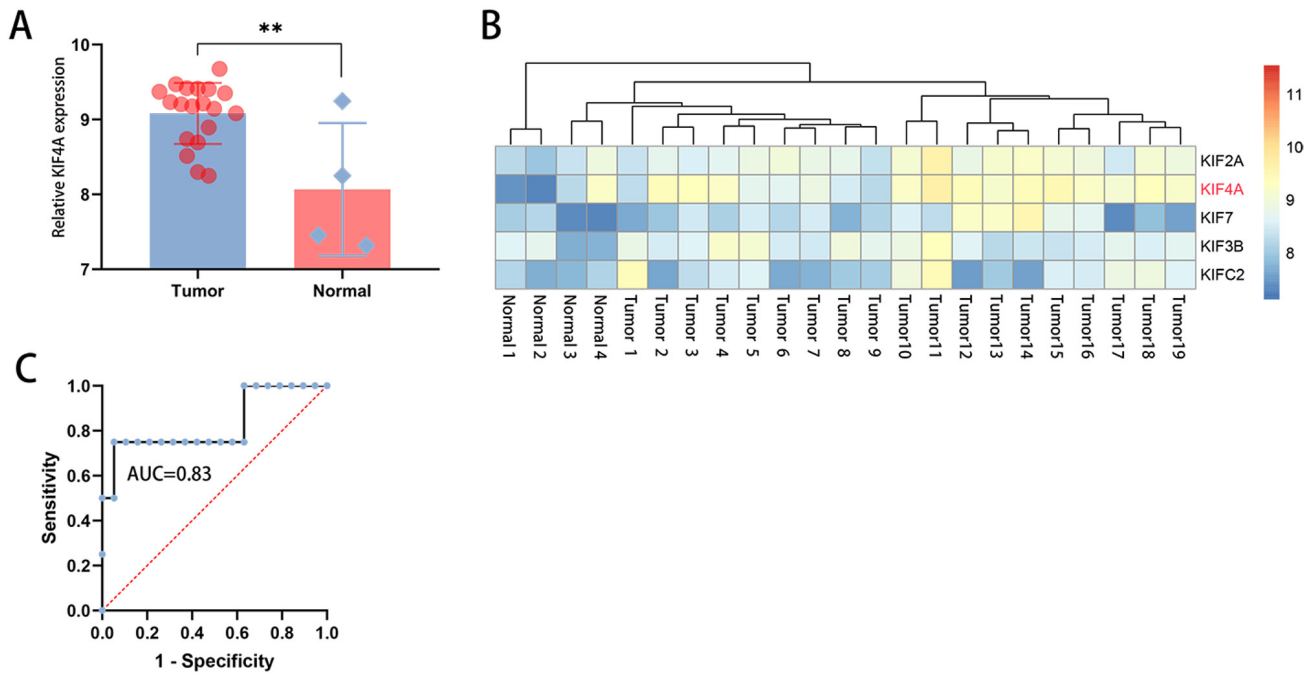 A
**
Relative KIF4A expression
10
9
8
7
Tumor
Normal
B
KIF2A
KIF4A
KIF7
KIF3B
KIFC2
Normal 1
Normal 2
Normal 3
Normal 4
Tumor 1
Tumor 2
Tumor 3
Tumor 4
Tumor 5
Tumor 6
Tumor 7
Tumor 8
Tumor 9
Tumor10
Tumor11
Tumor12
Tumor13
Tumor14
Tumor15
Tumor16
Tumor17
Tumor18
Tumor19
11
10
9
8
C
Sensitivity
1.0
0.8
0.6
0.4
0.2
0.0
AUC=0.83
0.0 0.2 0.4 0.6 0.8 1.0
1 - Specificity